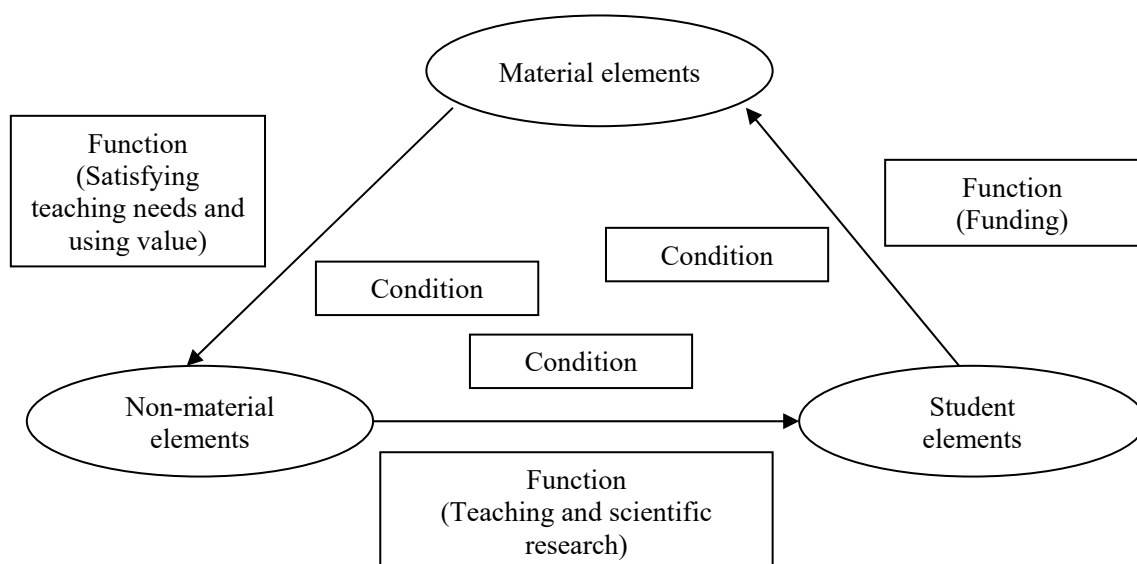 Material elements
Function
(Satisfying
teaching needs and
using value)
Function
(Funding)
Condition
Condition
Condition
Non-material
elements
Student
elements
Function
(Teaching and scientific
research)